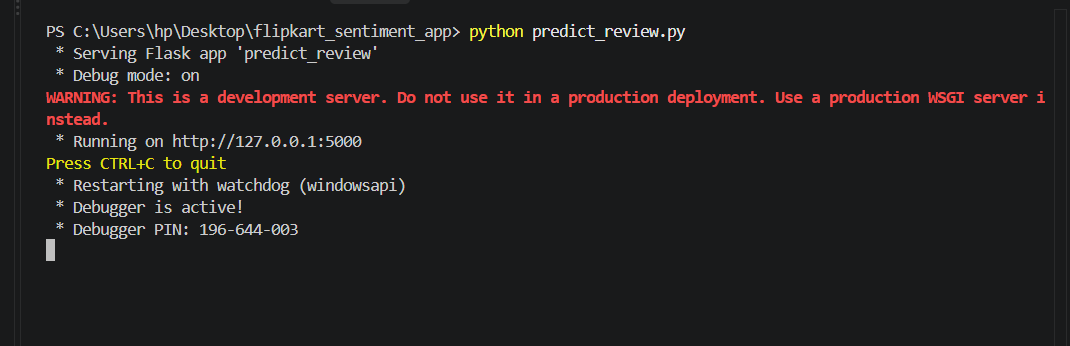 PS C:\Users\hp\Desktop\flipkart_sentiment_app> python predict_review.py
 * Serving Flask app 'predict_review'
 * Debug mode: on
WARNING: This is a development server. Do not use it in a production deployment. Use a production WSGI server i
nstead.
 * Running on http://127.0.0.1:5000
Press CTRL+C to quit
 * Restarting with watchdog (windowsapi)
 * Debugger is active!
 * Debugger PIN: 196-644-003